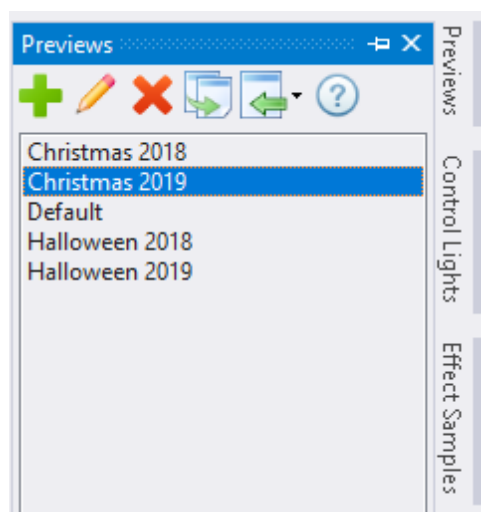 Previews
Christmas 2018
Christmas 2019
Default
Halloween 2018
Halloween 2019
Previews
Control Lights
Effect Samples